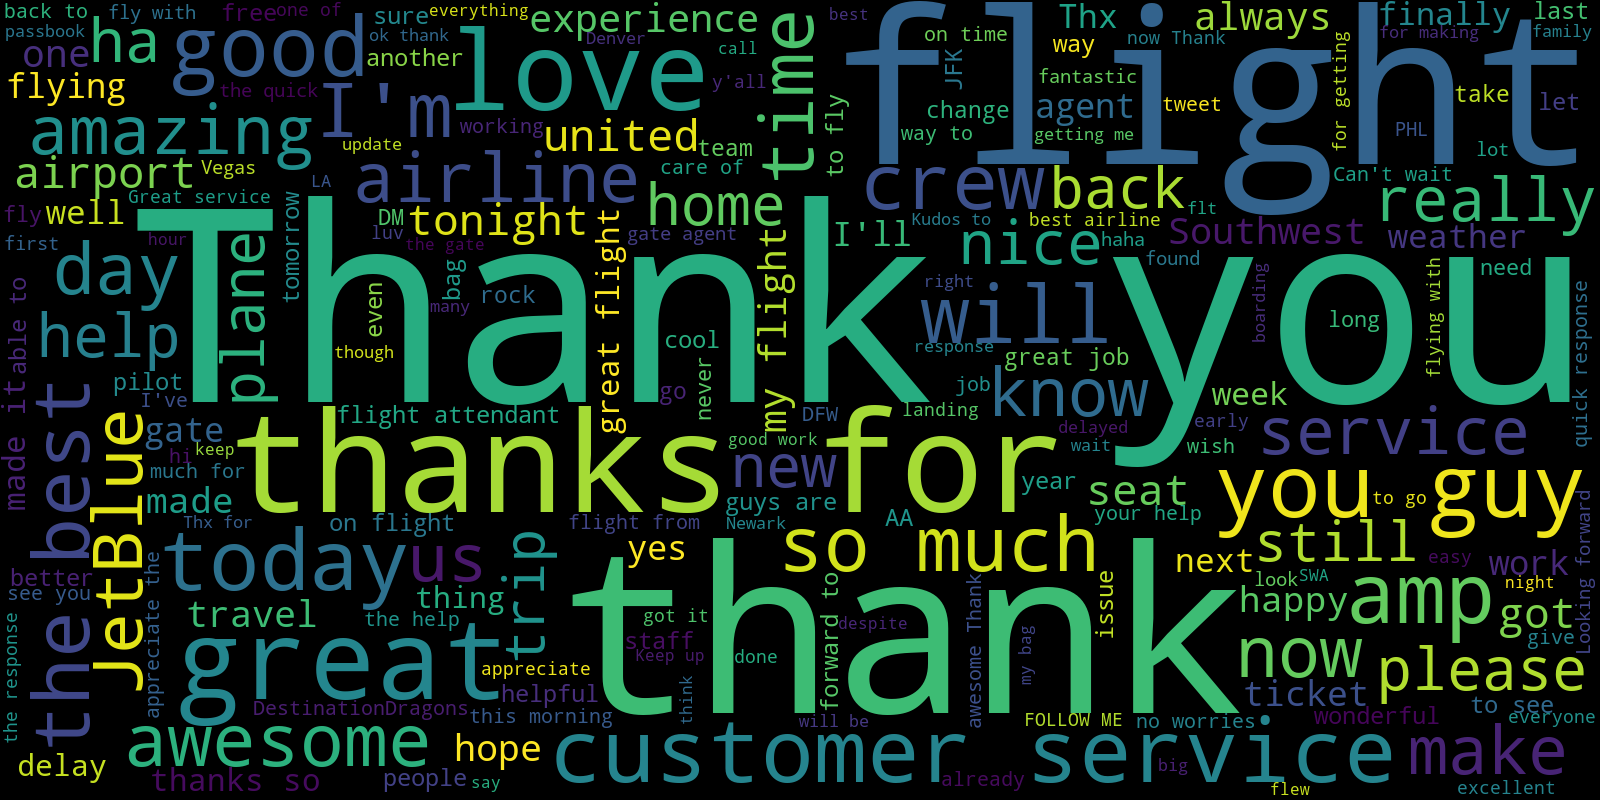 back to
fly with
free
one of
sure
everything
experience
Thx
always
finally
last
passbook
ha
good
ok thank
Denver
best
on time
way
now Thank
for making
family
one
another
love
call
time
flight
flying
the quick
I'm
y'all
JFK
fantastic
for getting
take
let
amazing
working
united
to fly
change
agent
tweet
update
team
way to
getting me
PHL
lot
airport
Vegas
LA
airline
care of
crew
back
Can't wait
really
Great service
fly
well
tomorrow
DM
tonight
home
I'll
Kudos to
best airline
flt
Southwest
weather
first
hour
luv
the gate
great flight
gate agent
my flight
nice
haha
found
need
day
plane
Thank you
bag
rock
right
will
boarding
flying with
made it
able to
help
even
many
cool
long
quick response
though
response
great job
pilot
I've
go
never
job
know
week
the best
JetBlue
gate
flight attendant
DFW
landing
delayed
early
service
hi
keep
thanks for
good work
wait
wish
much for
new
year
seat
you guy
to go
made
guys are
your help
Thx for
on flight
flight from
Newark
AA
so much
today
us
trip
yes
next
still
easy
work
Looking forward
better
see you
thing
thank
issue
look
SWA
night
happy
amp
got
the response
appreciate the
travel
the help
got it
forward to
despite
awesome Thank
my bag
give
great
staff
Keep up
done
now
please
appreciate
helpful
think
ticket
to see
DestinationDragons
this morning
will be
FOLLOW ME
no worries
wonderful
everyone
awesome
hope
customer service
make
delay
thanks so
people
say
already
big
flew
excellent